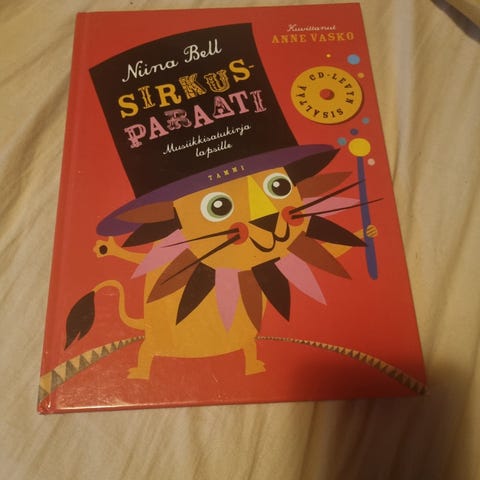 Kuvittanut
ANNE VASKO
Niina Bell
SIRKUS-
PARAATI
Musiikkisatukirja
lapsille
TAMMI
SISÄLTÄÄ CD-LEVYN